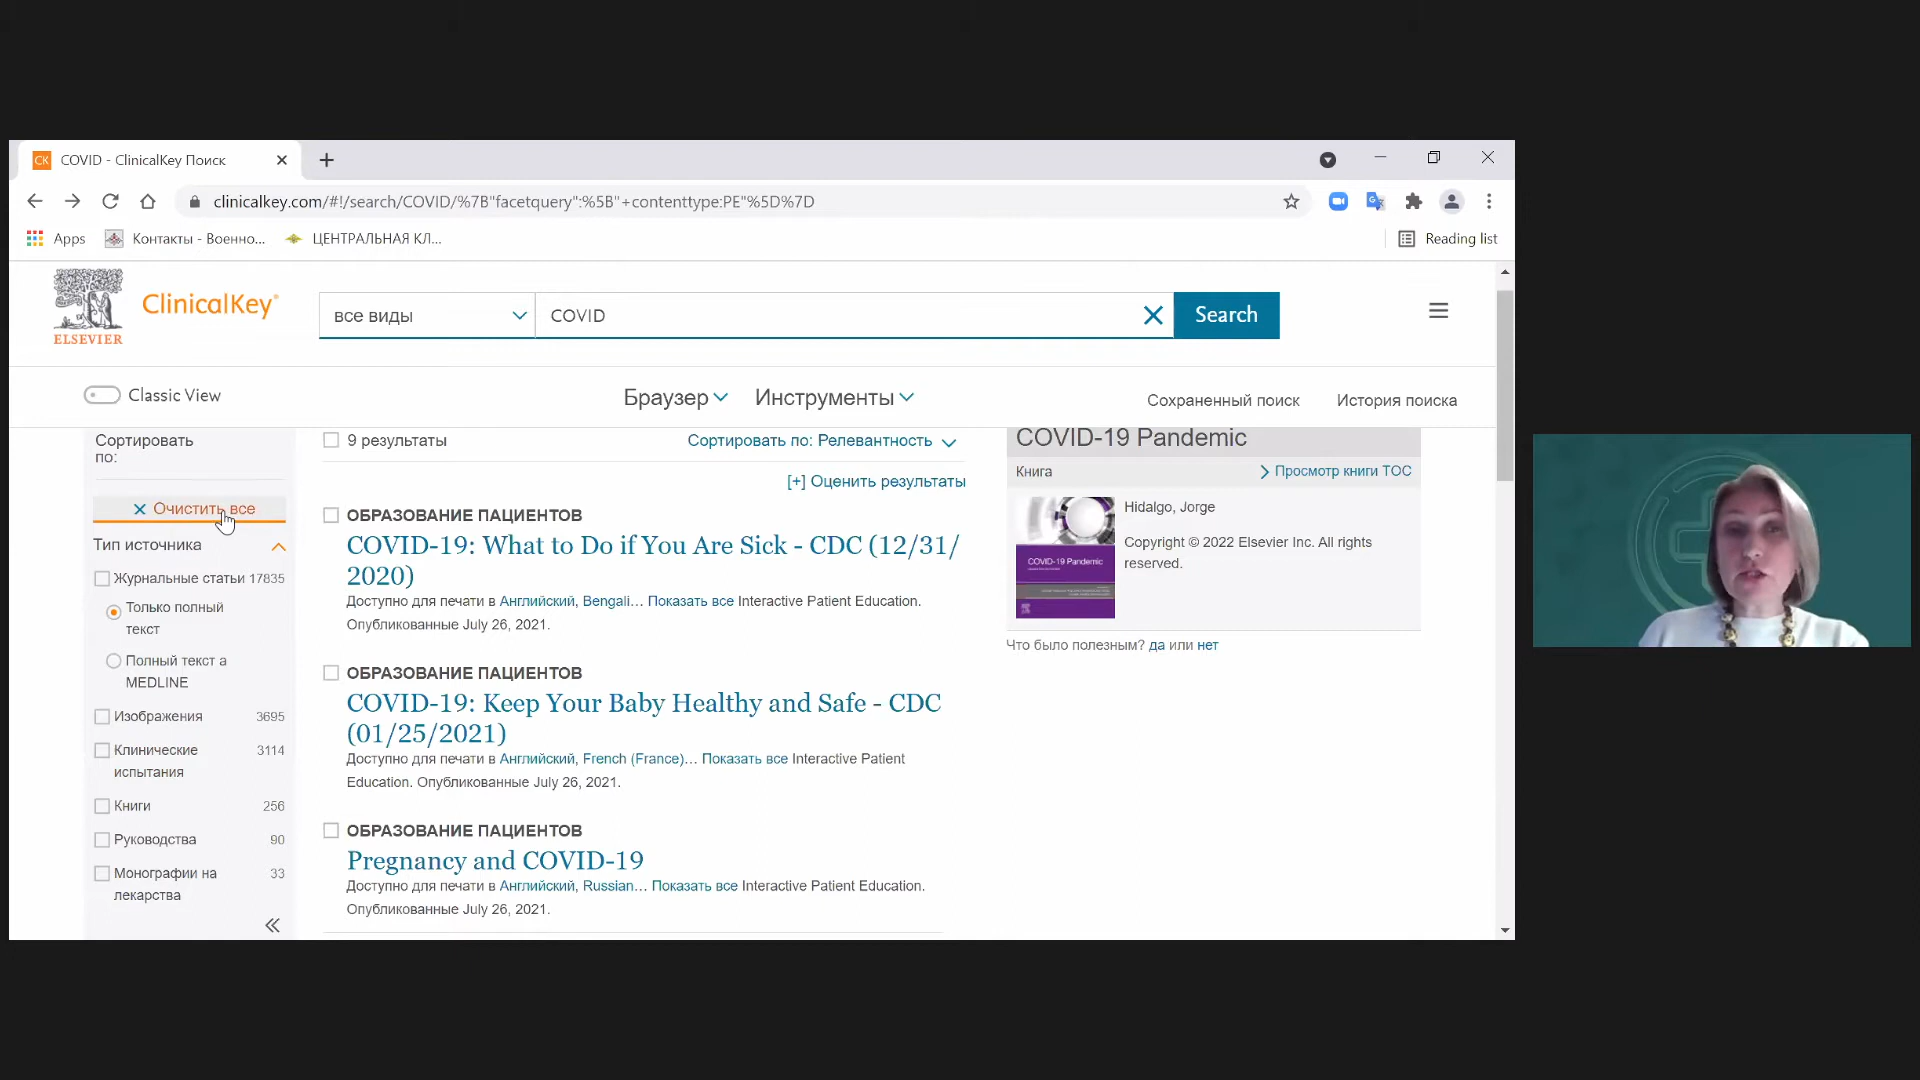 CK COVID - ClinicalKey Поиск
clinicalkey.com/#!/search/COVID/%7B"facetquery":%5B"+contenttype:PE"%5D%7D
Apps Контакты - Военно... ЦЕНТРАЛЬНАЯ КЛ... Reading list
ELSEVIER
ClinicalKey®
все виды COVID Search
Classic View Браузер Инструменты Сохраненный поиск История поиска
Сортировать
по:
Очистить все
Тип источника
Журнальные статьи 17835
Только полный
текст
Полный текст а
MEDLINE
Изображения 3695
Клинические 3114
испытания
Книги 256
Руководства 90
Монографии на 33
лекарства
9 результаты Сортировать по: Релевантность
[+] Оценить результаты
ОБРАЗОВАНИЕ ПАЦИЕНТОВ
COVID-19: What to Do if You Are Sick - CDC (12/31/
2020)
Доступно для печати в Английский, Bengali... Показать все Interactive Patient Education.
Опубликованные July 26, 2021.
ОБРАЗОВАНИЕ ПАЦИЕНТОВ
COVID-19: Keep Your Baby Healthy and Safe - CDC
(01/25/2021)
Доступно для печати в Английский, French (France)... Показать все Interactive Patient
Education. Опубликованные July 26, 2021.
ОБРАЗОВАНИЕ ПАЦИЕНТОВ
Pregnancy and COVID-19
Доступно для печати в Английский, Russian... Показать все Interactive Patient Education.
Опубликованные July 26, 2021.
COVID-19 Pandemic
Книга Просмотр книги TOC
COVID-19 Pandemic
Hidalgo, Jorge
Copyright © 2022 Elsevier Inc. All rights
reserved.
Что было полезным? да или нет